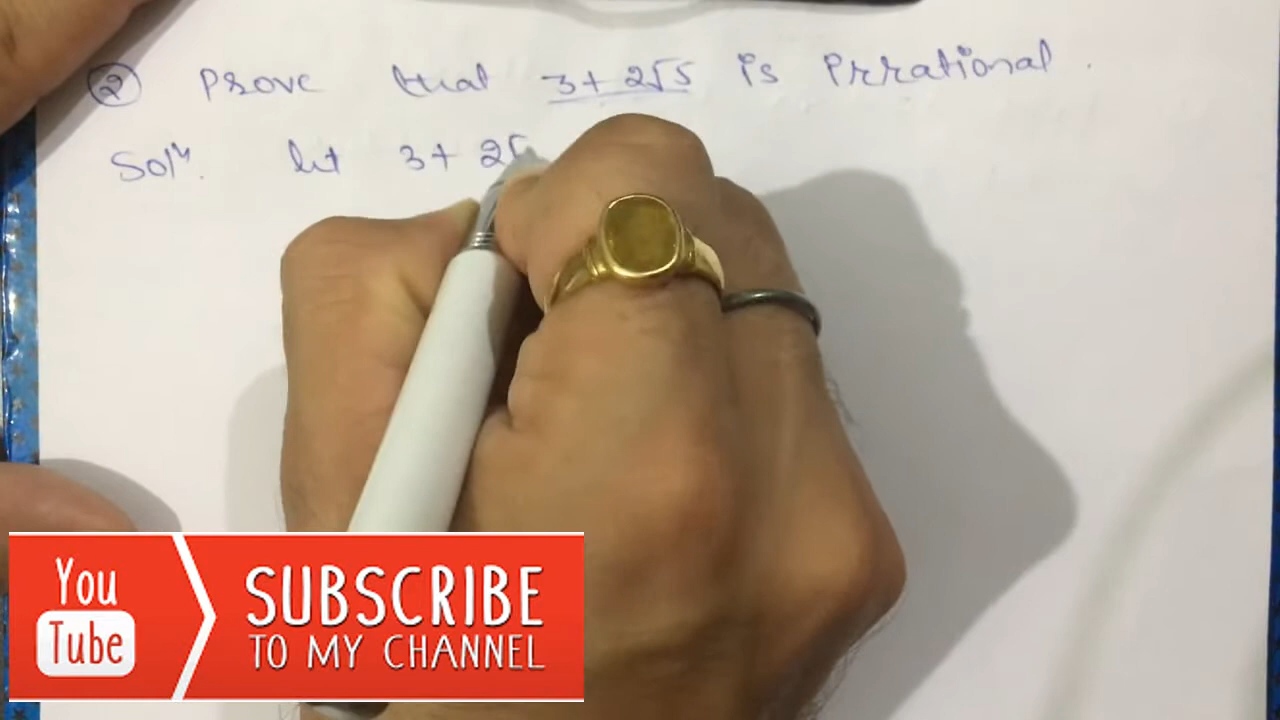 ② Prove that 3+ 2√5 is irrational.
Solⁿ. let 3+ 2√
You
Tube
SUBSCRIBE
TO MY CHANNEL